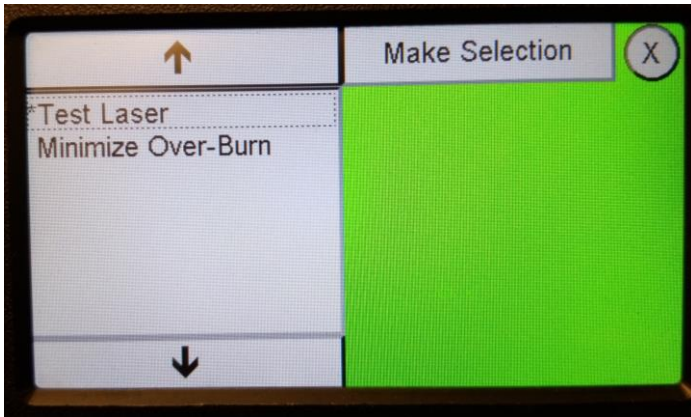 ↑
Make Selection
X
*Test Laser
Minimize Over-Burn
↓